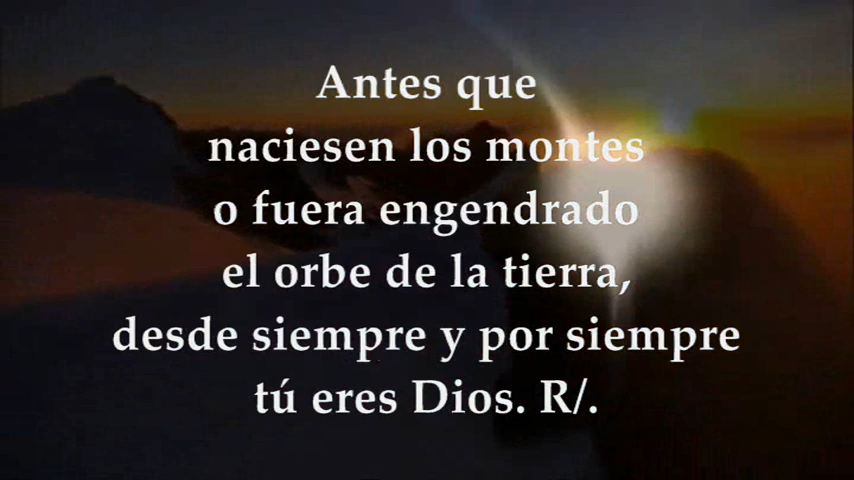 Antes que
naciesen los montes
o fuera engendrado
el orbe de la tierra,
desde siempre y por siempre
tú eres Dios. R/.